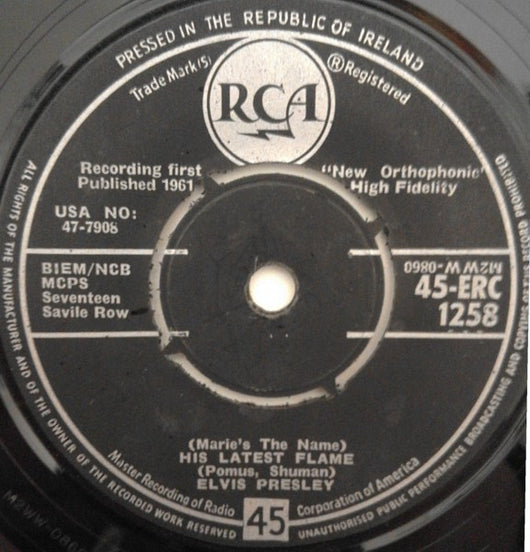 PRESSED IN THE REPUBLIC OF IRELAND
Trade Mark(S)
RCA
®Registered
Recording first
Published 1961
"New Orthophonic"
High Fidelity
USA NO:
47-7908
BIEM/NCB
MCPS
Seventeen
Savile Row
M2W W-0860
45-ERC
1258
(Marie's The Name)
HIS LATEST FLAME
(Pomus, Shuman)
ELVIS PRESLEY
Master Recording of Radio Corporation of America
45
ALL RIGHTS OF THE MANUFACTURER AND OF THE OWNER OF THE RECORDED WORK RESERVED
UNAUTHORISED PUBLIC PERFORMANCE BROADCASTING AND COPYING OF THIS RECORD PROHIBITED